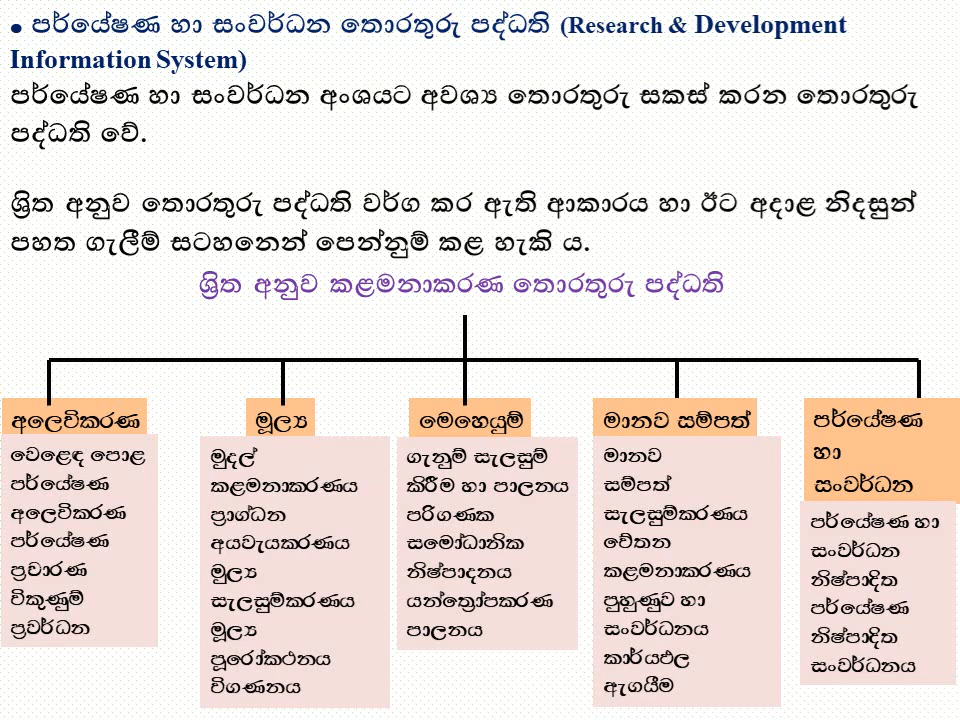 • පර්යේෂණ හා සංවර්ධන තොරතුරු පද්ධති (Research & Development
Information System)
පර්යේෂණ හා සංවර්ධන අංශයට අවශ්‍ය තොරතුරු සකස් කරන තොරතුරු
පද්ධති වේ.
ශ්‍රිත අනුව තොරතුරු පද්ධති වර්ග කර ඇති ආකාරය හා ඊට අදාළ නිදසුන්
පහත ගැලීම් සටහනෙන් පෙන්නුම් කළ හැකි ය.
ශ්‍රිත අනුව කළමනාකරණ තොරතුරු පද්ධති
අලෙවිකරණ
වෙළෙඳ පොළ
පර්යේෂණ
අලෙවිකරණ
පර්යේෂණ
ප්‍රචාරණ
විකුණුම්
ප්‍රවර්ධන
මූල්‍ය
මුදල්
කළමනාකරණය
ප්‍රාග්ධන
අයවැයකරණය
මුල්‍ය
සැලසුම්කරණය
මූල්‍ය
පූරෝකථනය
විගණනය
මෙහෙයුම්
ගැනුම් සැලසුම්
කිරීම හා පාලනය
පරිගණක
සමෝධානික
නිෂ්පාදනය
යන්ත්‍රෝපකරණ
පාලනය
මානව සම්පත්
මානව
සම්පත්
සැලසුම්කරණය
වේතන
කළමනාකරණය
පුහුණුව හා
සංවර්ධනය
කාර්යඵල
ඇගයීම
පර්යේෂණ
හා
සංවර්ධන
පර්යේෂණ හා
සංවර්ධන
නිෂ්පාදිත
පර්යේෂණ
නිෂ්පාදිත
සංවර්ධනය